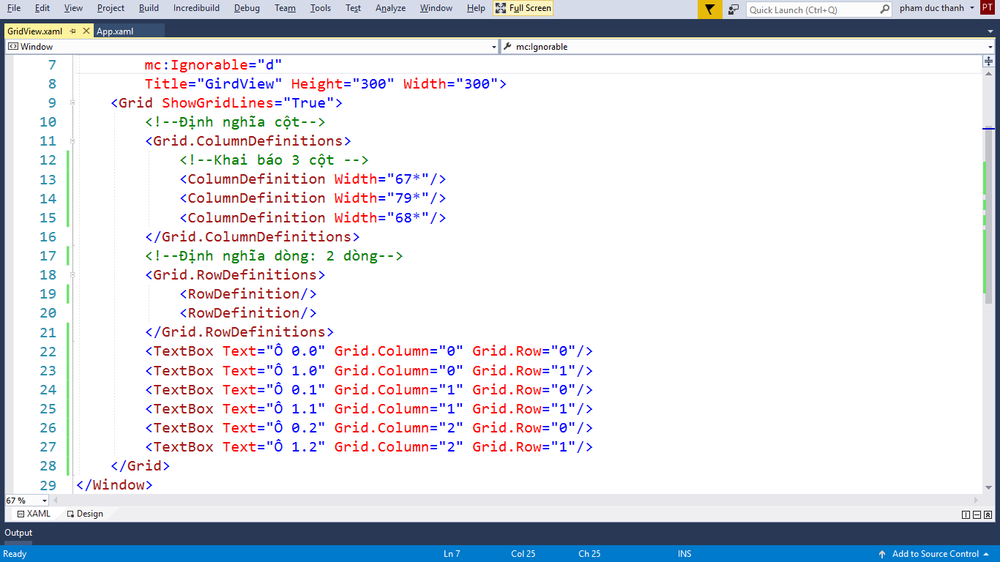 File Edit View Project Build Incredibuild Debug Team Tools Test Analyze Window Help Full Screen Quick Launch (Ctrl+Q) pham duc thanh PT
GridView.xaml App.xaml
Window mc:Ignorable
7 mc:Ignorable="d"
8 Title="GirdView" Height="300" Width="300">
9 <Grid ShowGridLines="True">
10 <!--Định nghĩa cột-->
11 <Grid.ColumnDefinitions>
12 <!--Khai báo 3 cột -->
13 <ColumnDefinition Width="67*"/>
14 <ColumnDefinition Width="79*"/>
15 <ColumnDefinition Width="68*"/>
16 </Grid.ColumnDefinitions>
17 <!--Định nghĩa dòng: 2 dòng-->
18 <Grid.RowDefinitions>
19 <RowDefinition/>
20 <RowDefinition/>
21 </Grid.RowDefinitions>
22 <TextBox Text="Ô 0.0" Grid.Column="0" Grid.Row="0"/>
23 <TextBox Text="Ô 1.0" Grid.Column="0" Grid.Row="1"/>
24 <TextBox Text="Ô 0.1" Grid.Column="1" Grid.Row="0"/>
25 <TextBox Text="Ô 1.1" Grid.Column="1" Grid.Row="1"/>
26 <TextBox Text="Ô 0.2" Grid.Column="2" Grid.Row="0"/>
27 <TextBox Text="Ô 1.2" Grid.Column="2" Grid.Row="1"/>
28 </Grid>
29 </Window>
67 %
XAML Design
Output
Ready Ln 7 Col 25 Ch 25 INS Add to Source Control